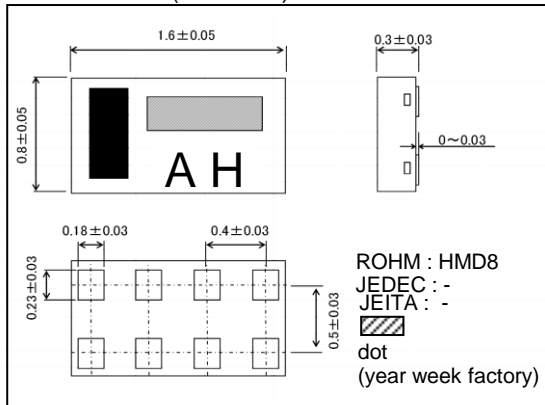 1.6±0.05
0.3±0.03
0.8±0.05
0~0.03
A H
0.18±0.03
0.4±0.03
0.23±0.03
0.5±0.03
ROHM : HMD8
JEDEC : -
JEITA : -
dot
(year week factory)